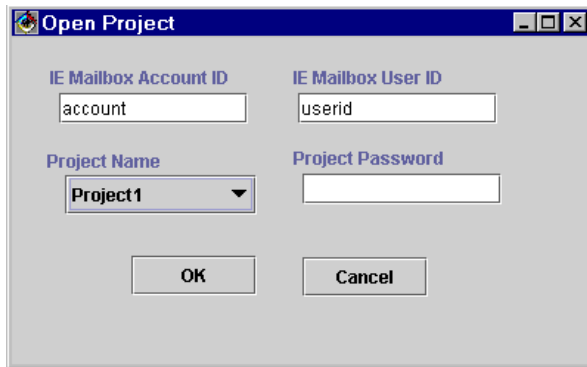 Open Project
IE Mailbox Account ID
IE Mailbox User ID
account
userid
Project Name
Project Password
Project1
OK
Cancel